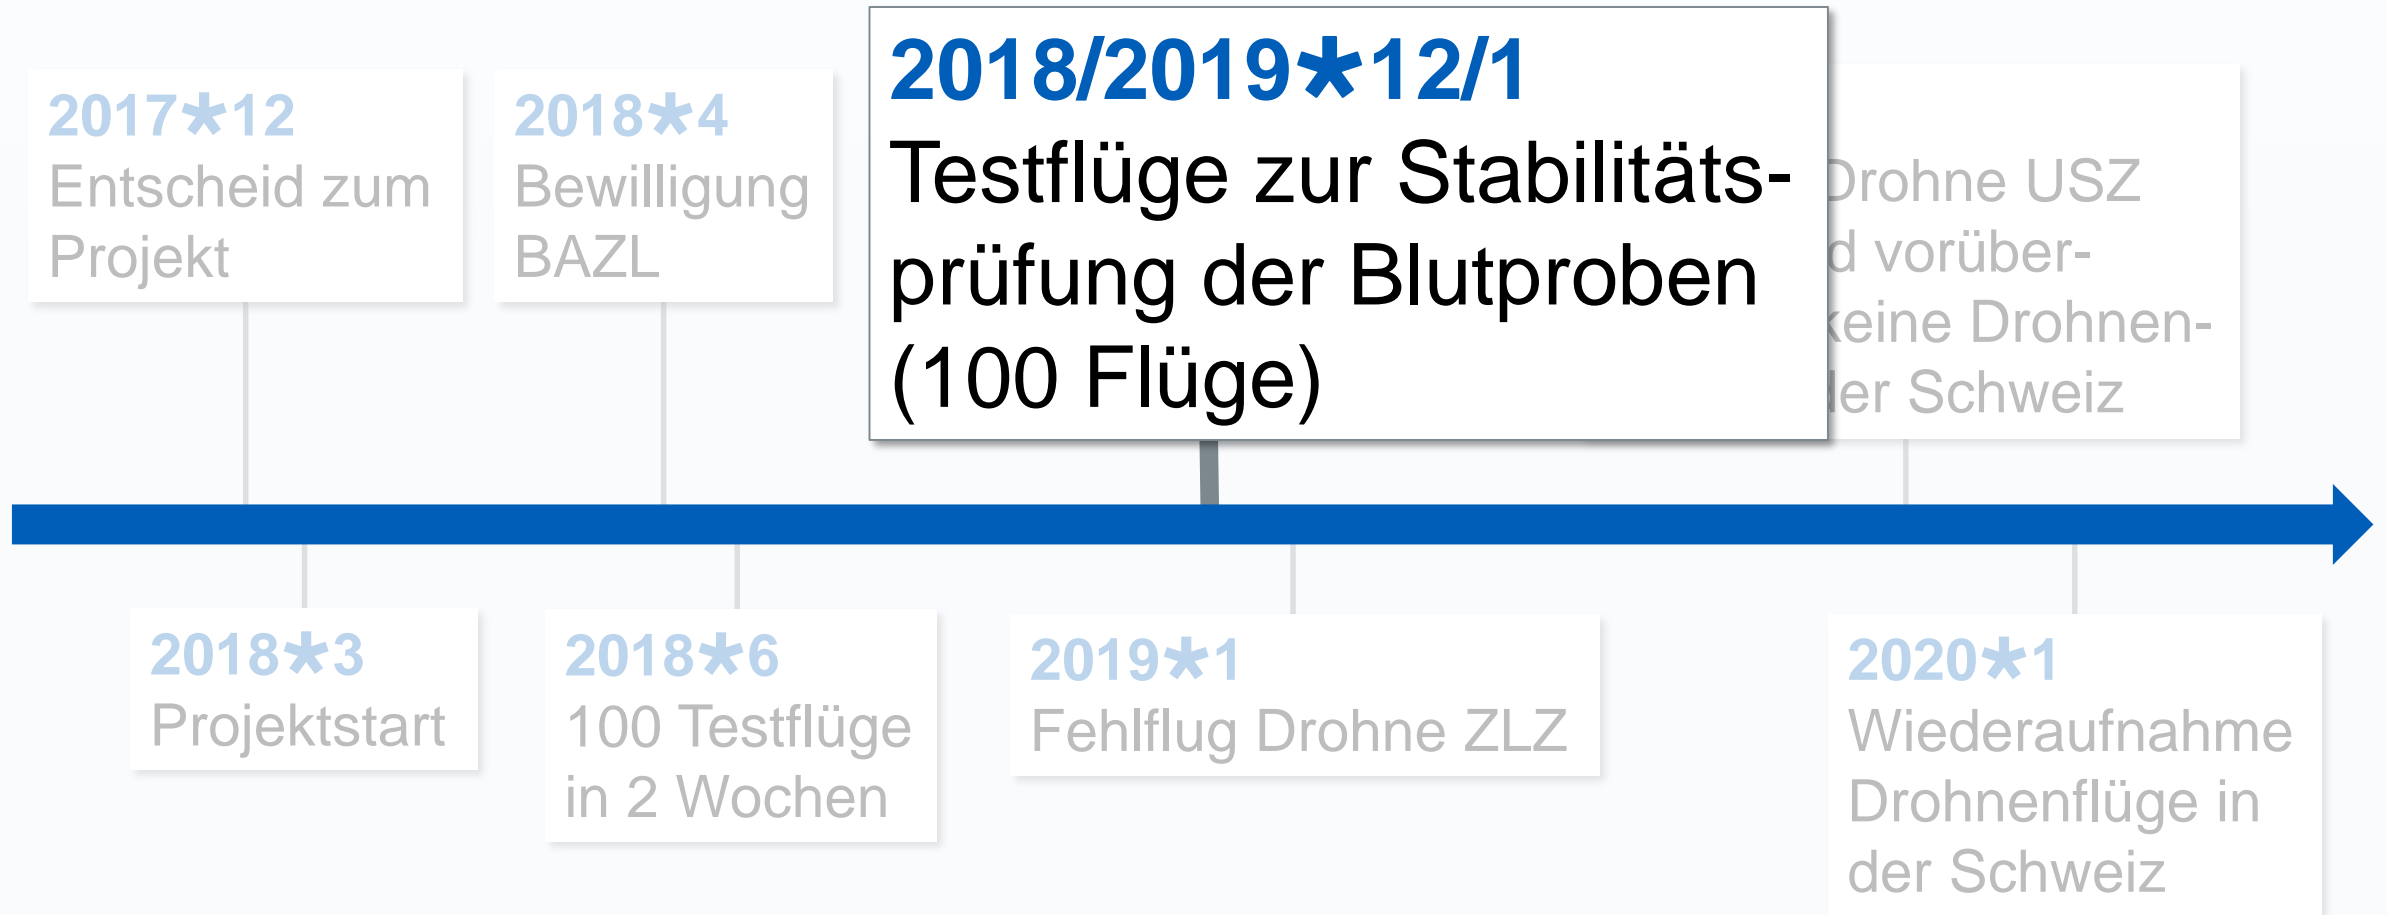 2017*12
Entscheid zum
Projekt
2018*4
Bewilligung
BAZL
2018/2019*12/1
Testflüge zur Stabilitäts-
prüfung der Blutproben
(100 Flüge)
Drohne USZ
vorüber-
keine Drohnen-
Schweiz
2018*3
Projektstart
2018*6
100 Testflüge
in 2 Wochen
2019*1
Fehlflug Drohne ZLZ
2020*1
Wiederaufnahme
Drohnenflüge in
der Schweiz